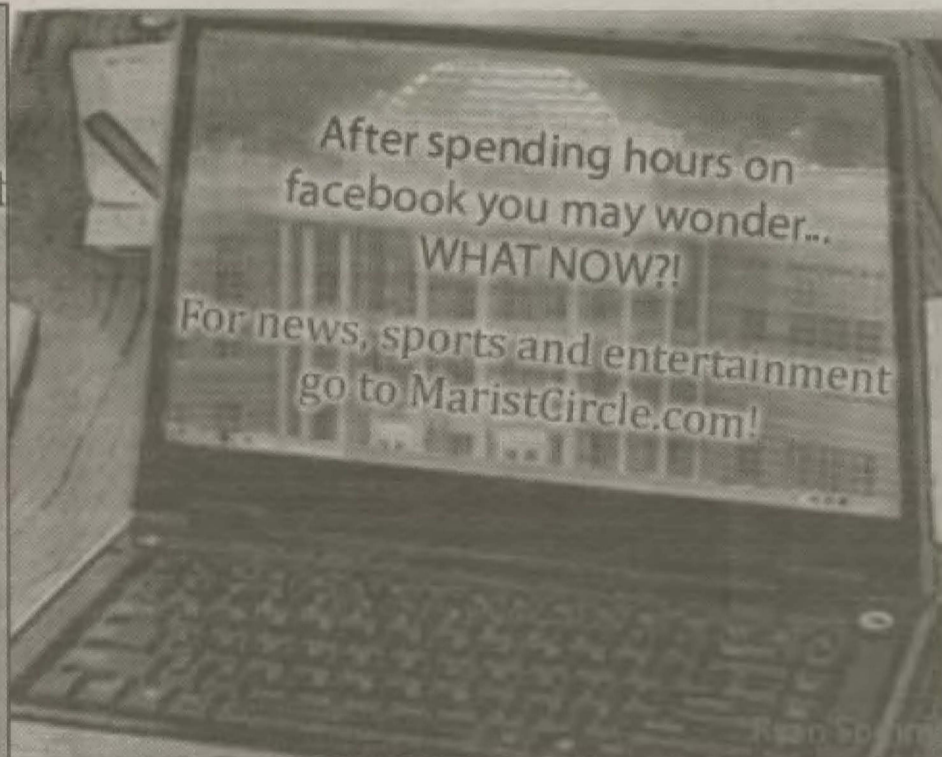 After spending hours on
facebook you may wonder...
WHAT NOW?!
For news, sports and entertainment
go to MaristCircle.com!